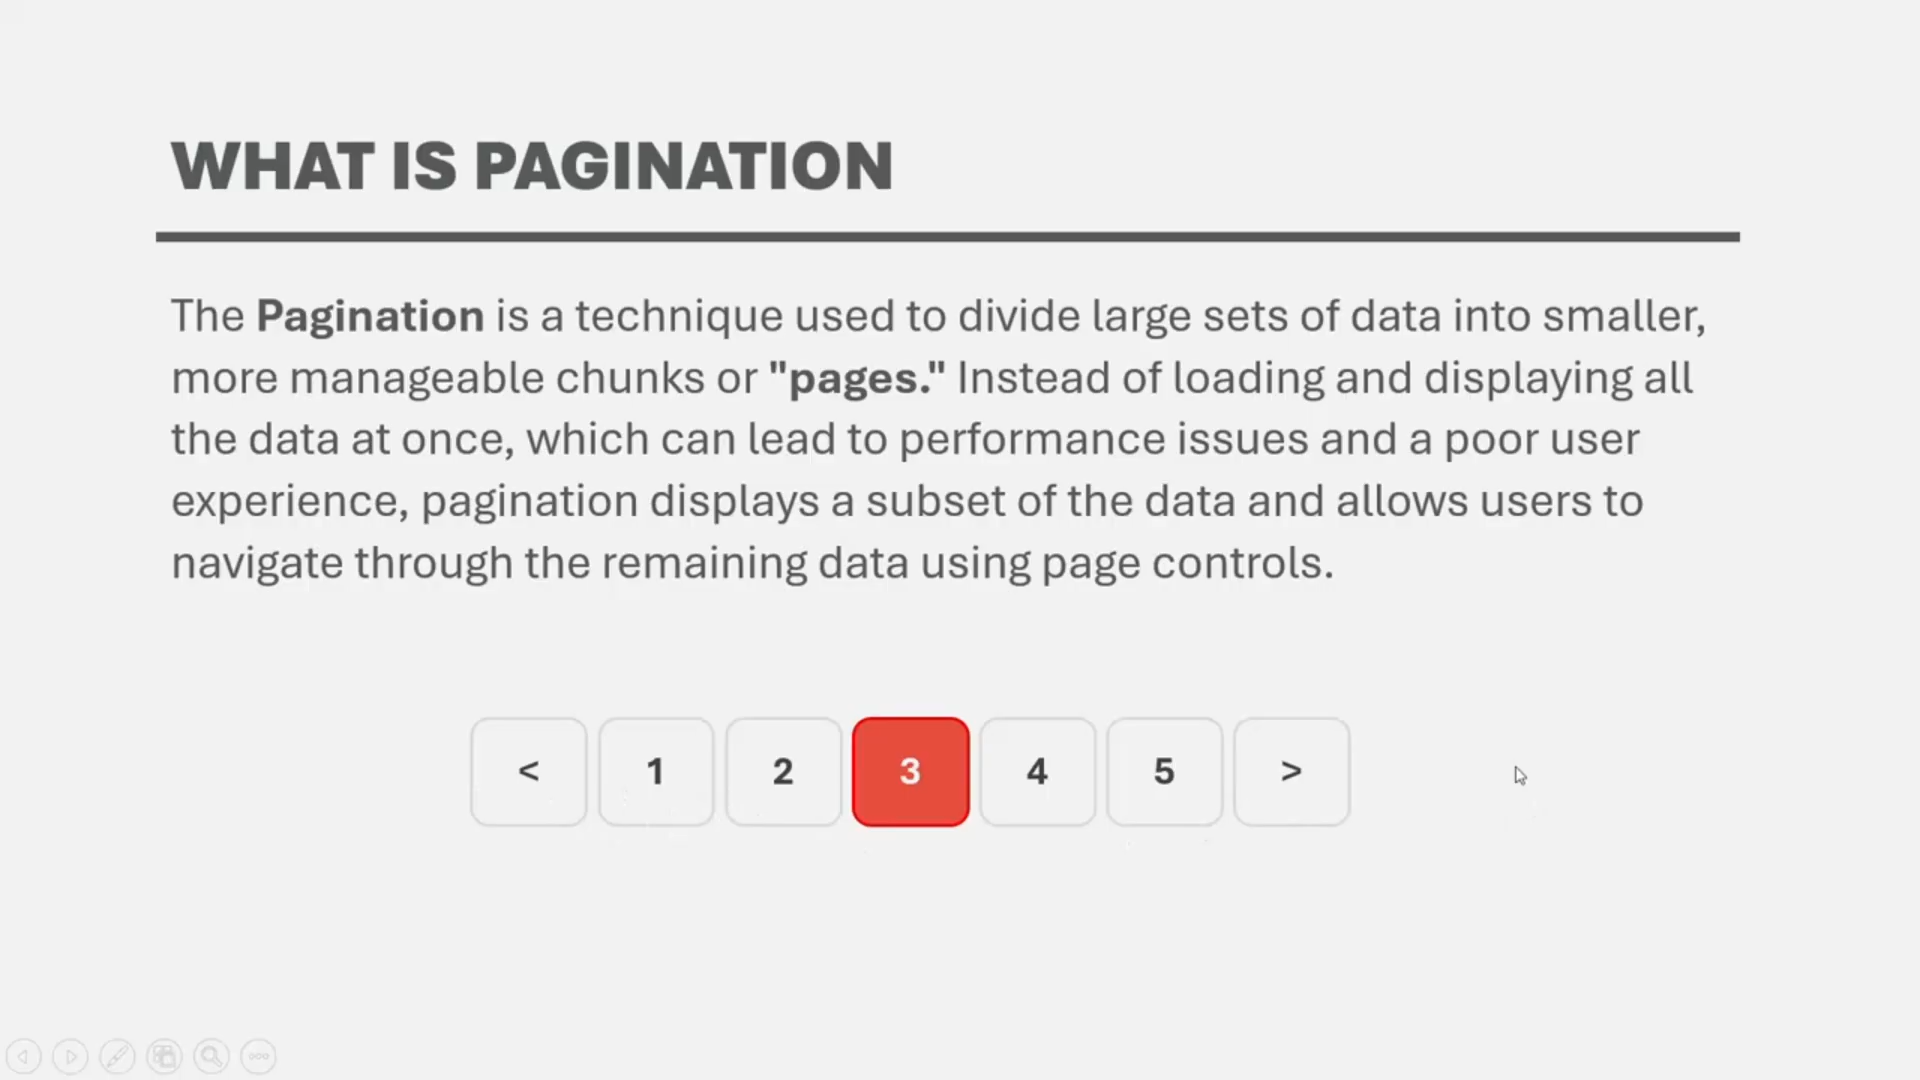 WHAT IS PAGINATION
The Pagination is a technique used to divide large sets of data into smaller,
more manageable chunks or "pages." Instead of loading and displaying all
the data at once, which can lead to performance issues and a poor user
experience, pagination displays a subset of the data and allows users to
navigate through the remaining data using page controls.
< 1 2 3 4 5 >